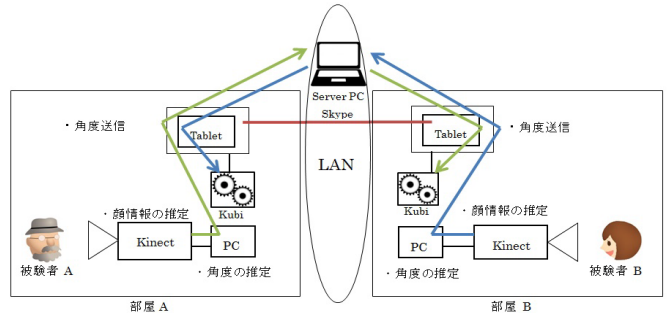 Server PC
Skype
LAN
・角度送信
Tablet
Kubi
・顔情報の推定
Kinect
PC
・角度の推定
被験者 A
部屋 A
Tablet
・角度送信
Kubi
・顔情報の推定
PC
Kinect
・角度の推定
被験者 B
部屋 B